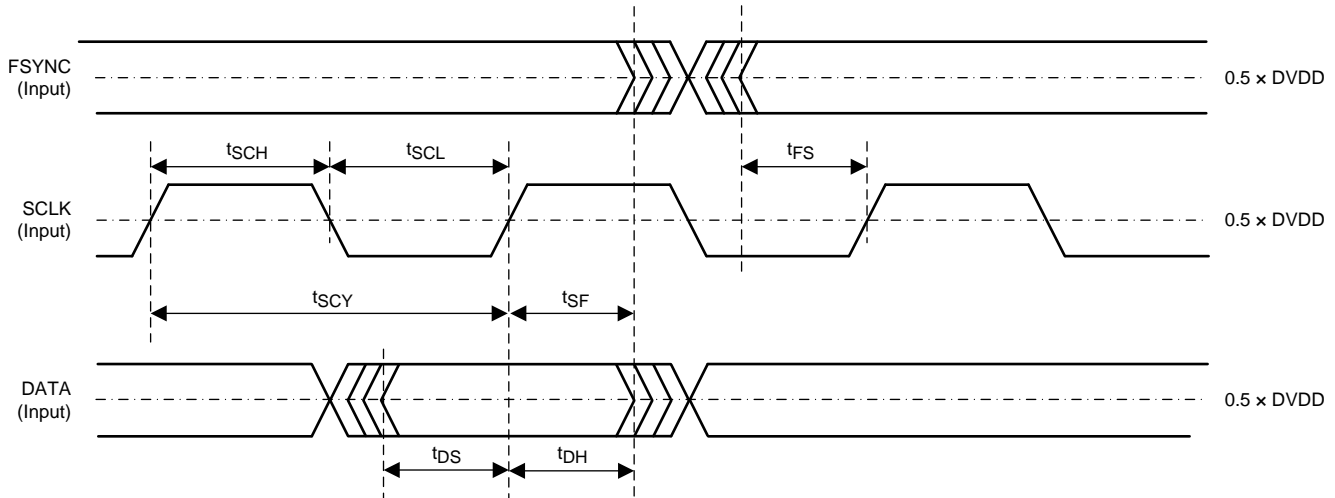 FSYNC
(Input)
0.5 × DVDD
tSCH
tSCL
tFS
SCLK
(Input)
0.5 × DVDD
tSCY
tSF
DATA
(Input)
0.5 × DVDD
tDS
tDH